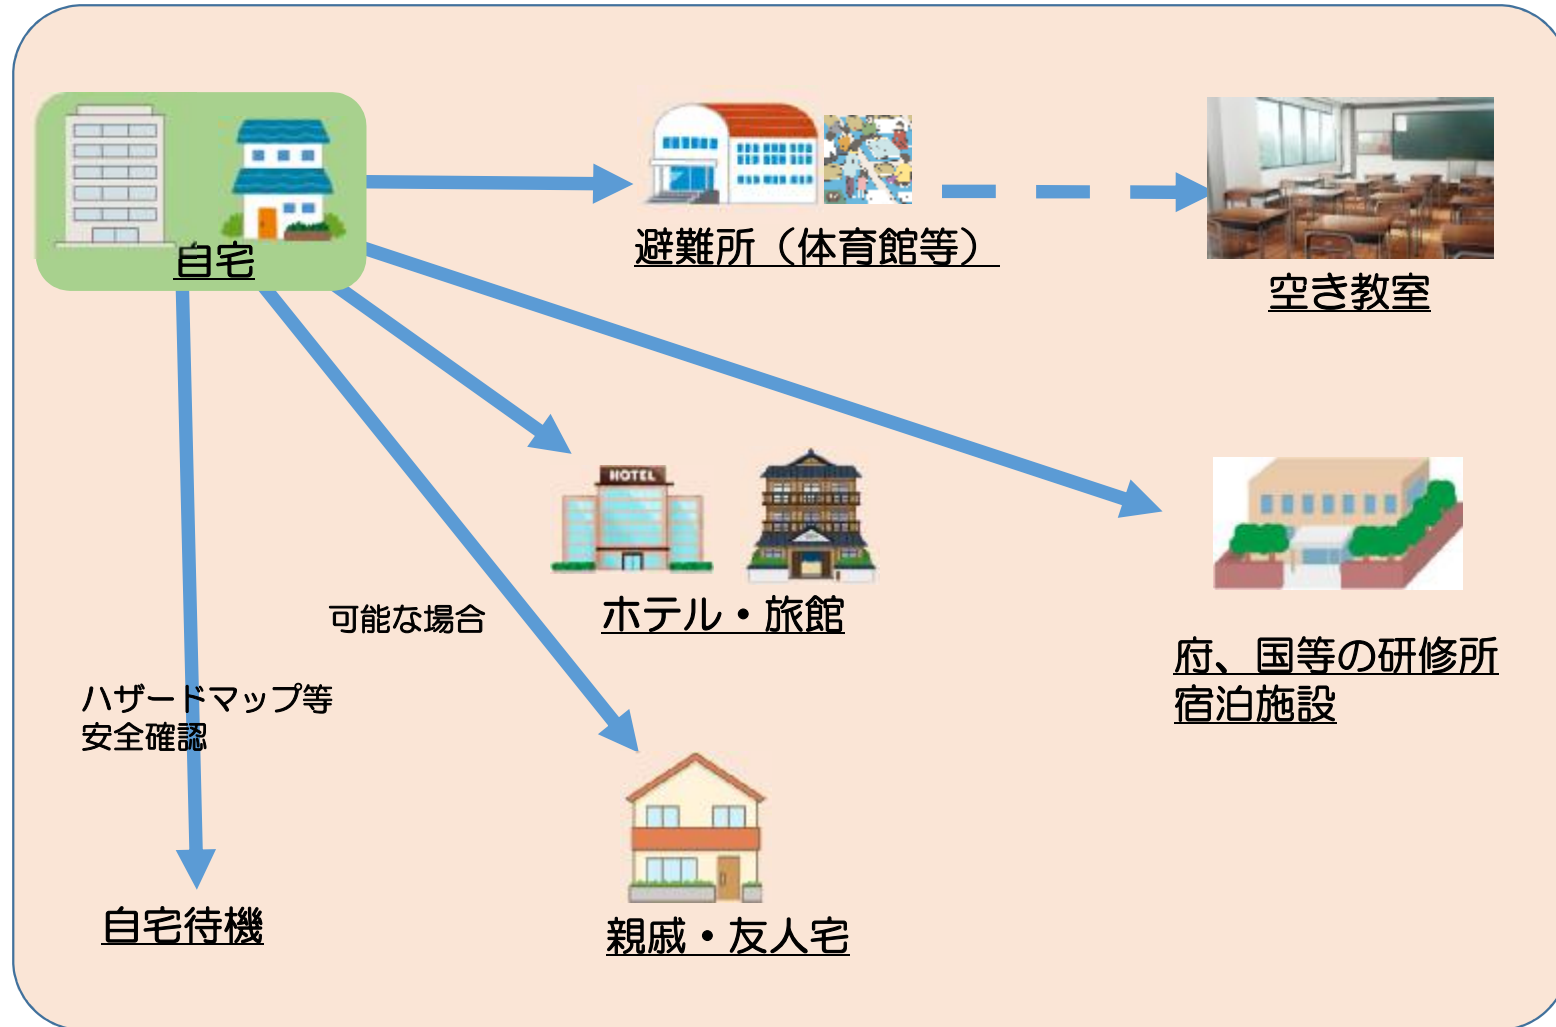 自宅
避難所（体育館等）
空き教室
HOTEL
ホテル・旅館
可能な場合
府、国等の研修所
宿泊施設
ハザードマップ等
安全確認
自宅待機
親戚・友人宅